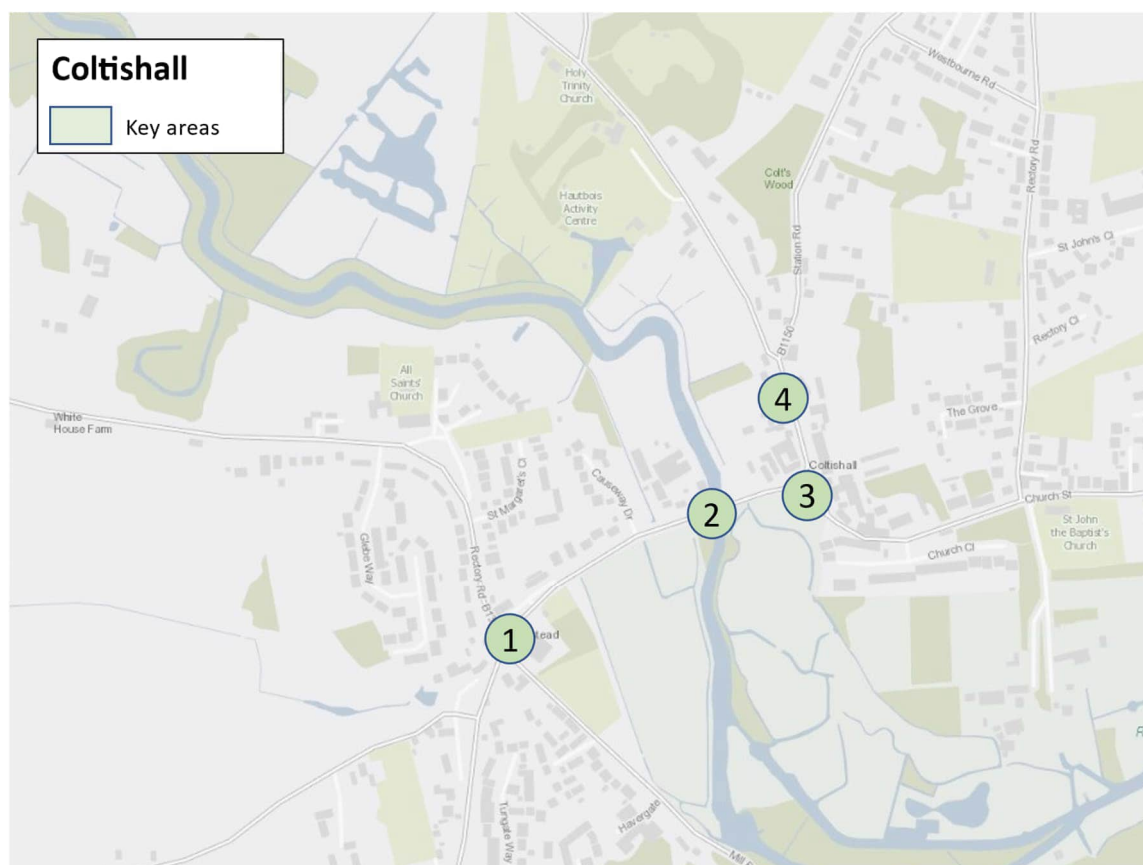 Coltishall
Key areas
Holy
Trinity
Church
Westbourne Rd
Rectory Rd
Colt's
Wood
Hautbois
Activity
Centre
Station Rd
St John's Cl
Rectory Cl
B1150
All
Saints'
Church
4
The Grove
White
House Farm
St Margaret's Cl
Causeway Dr
Coltishall
3
2
Church St
St John
the Baptist's
Church
Glebe Way
Church Cl
Rectory Rd
1
Tungate Way
Havergate
Mill